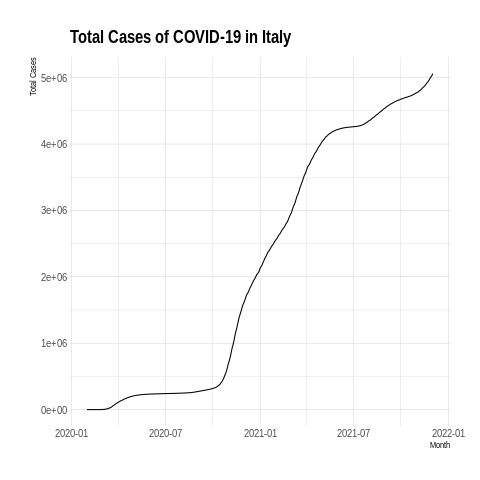 Total Cases of COVID-19 in Italy
Total Cases
5e+06
4e+06
3e+06
2e+06
1e+06
0e+00
2020-01 2020-07 2021-01 2021-07 2022-01
Month